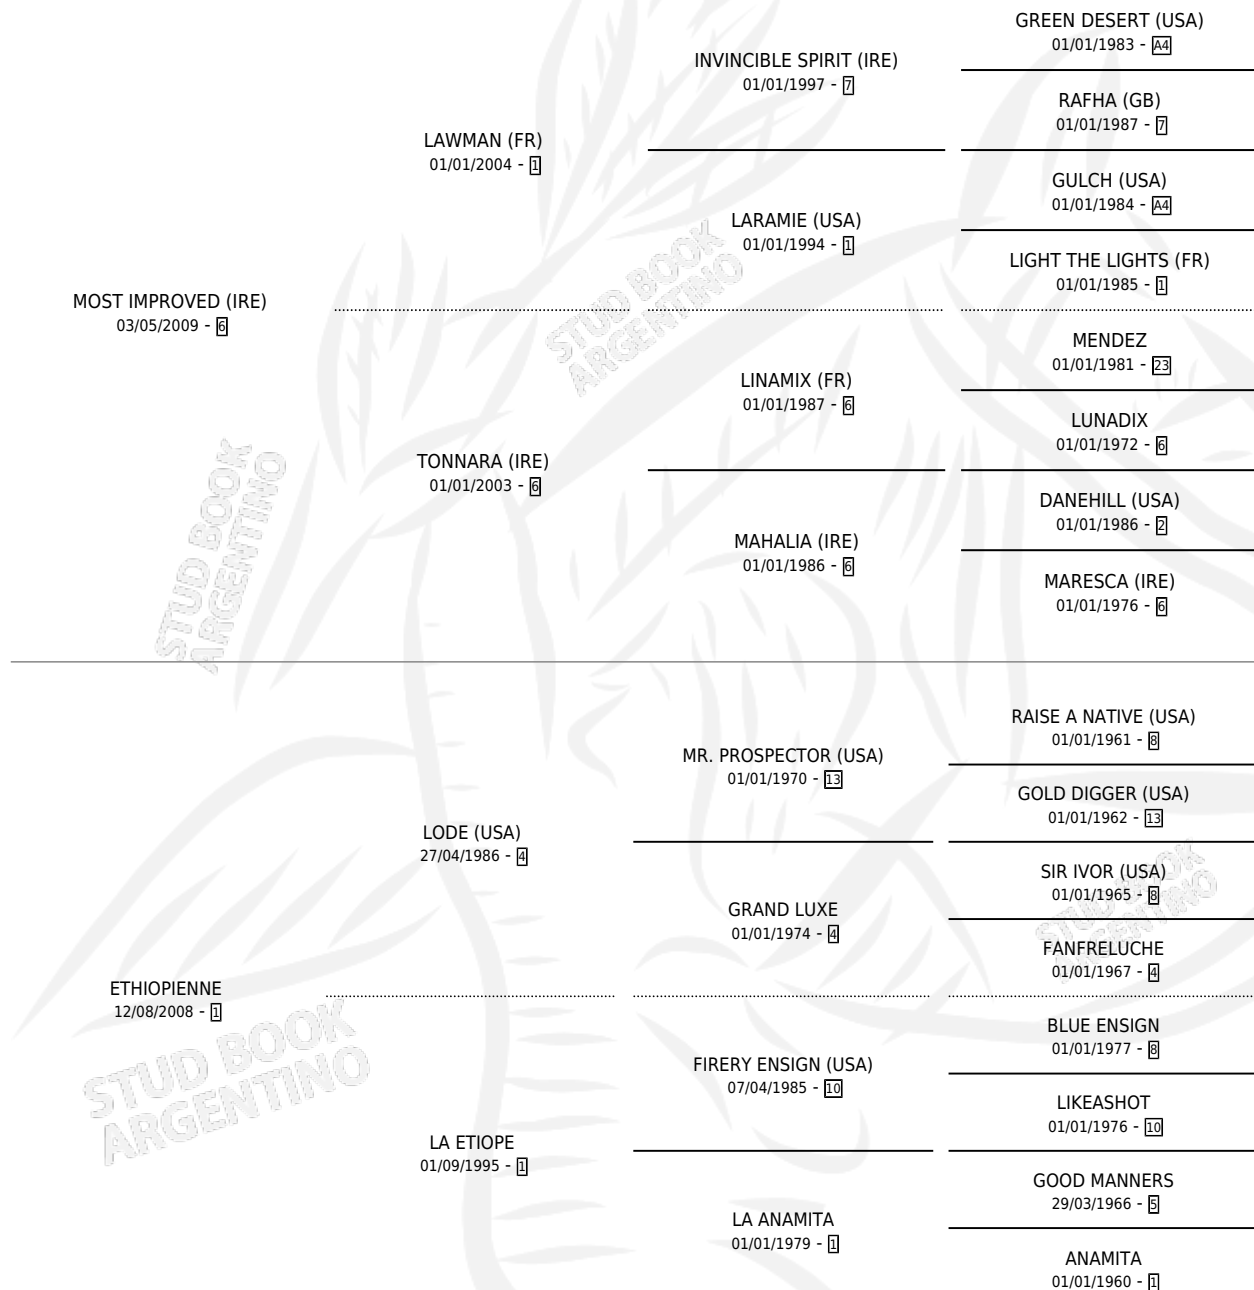 GREEN DESERT (USA)
01/01/1983 - A4
INVINCIBLE SPIRIT (IRE)
01/01/1997 - 7
RAFHA (GB)
01/01/1987 - 7
LAWMAN (FR)
01/01/2004 - 1
GULCH (USA)
01/01/1984 - A4
LARAMIE (USA)
01/01/1994 - 1
LIGHT THE LIGHTS (FR)
01/01/1985 - 1
MOST IMPROVED (IRE)
03/05/2009 - 6
MENDEZ
01/01/1981 - 23
LINAMIX (FR)
01/01/1987 - 6
LUNADIX
01/01/1972 - 6
TONNARA (IRE)
01/01/2003 - 6
DANEHILL (USA)
01/01/1986 - 2
MAHALIA (IRE)
01/01/1986 - 6
MARESCA (IRE)
01/01/1976 - 6
RAISE A NATIVE (USA)
01/01/1961 - 8
MR. PROSPECTOR (USA)
01/01/1970 - 13
GOLD DIGGER (USA)
01/01/1962 - 13
LODE (USA)
27/04/1986 - 4
SIR IVOR (USA)
01/01/1965 - 8
GRAND LUXE
01/01/1974 - 4
FANFRELUCHE
01/01/1967 - 4
ETHIOPIENNE
12/08/2008 - 1
BLUE ENSIGN
01/01/1977 - 8
FIRERY ENSIGN (USA)
07/04/1985 - 10
LIKEASHOT
01/01/1976 - 10
LA ETIOPE
01/09/1995 - 1
GOOD MANNERS
29/03/1966 - 5
LA ANAMITA
01/01/1979 - 1
ANAMITA
01/01/1960 - 1
STUD BOOK
ARGENTINO
STUD BOOK
ARGENTINO
STUD BOOK
ARGENTINO
STUD BOOK
ARGENTINO